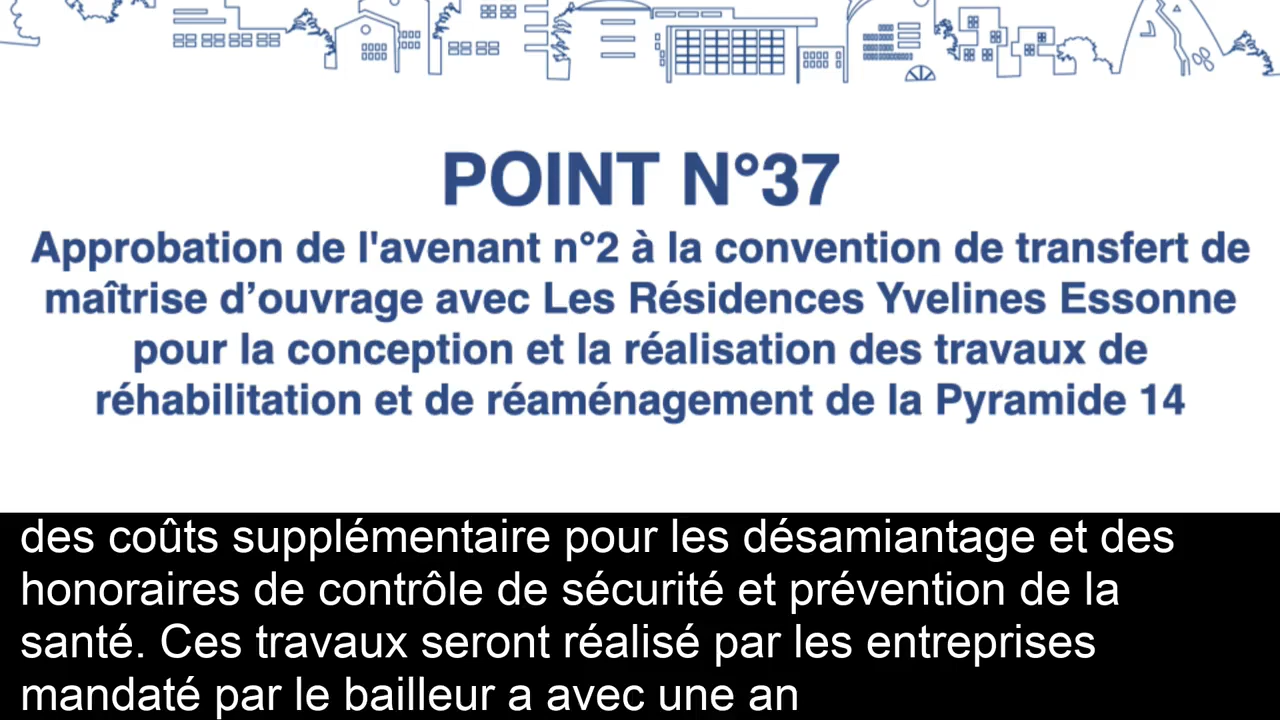 POINT N°37
Approbation de l'avenant n°2 à la convention de transfert de
maîtrise d’ouvrage avec Les Résidences Yvelines Essonne
pour la conception et la réalisation des travaux de
réhabilitation et de réaménagement de la Pyramide 14
des coûts supplémentaire pour les désamiantage et des
honoraires de contrôle de sécurité et prévention de la
santé. Ces travaux seront réalisé par les entreprises
mandaté par le bailleur a avec une an